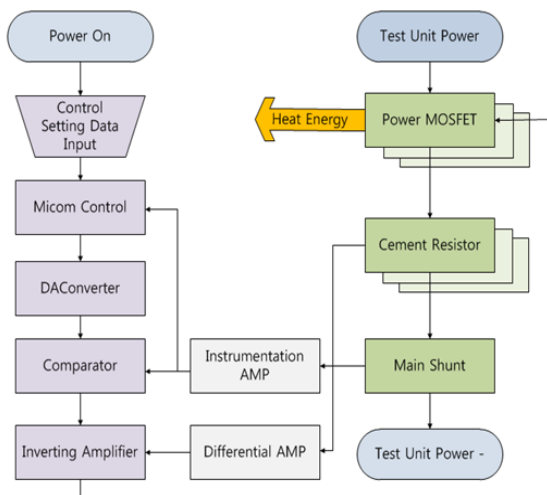 Power On
Test Unit Power
Control
Setting Data
Input
Heat Energy
Power MOSFET
Micom Control
Cement Resistor
DAConverter
Comparator
Instrumentation
AMP
Main Shunt
Inverting Amplifier
Differential AMP
Test Unit Power -